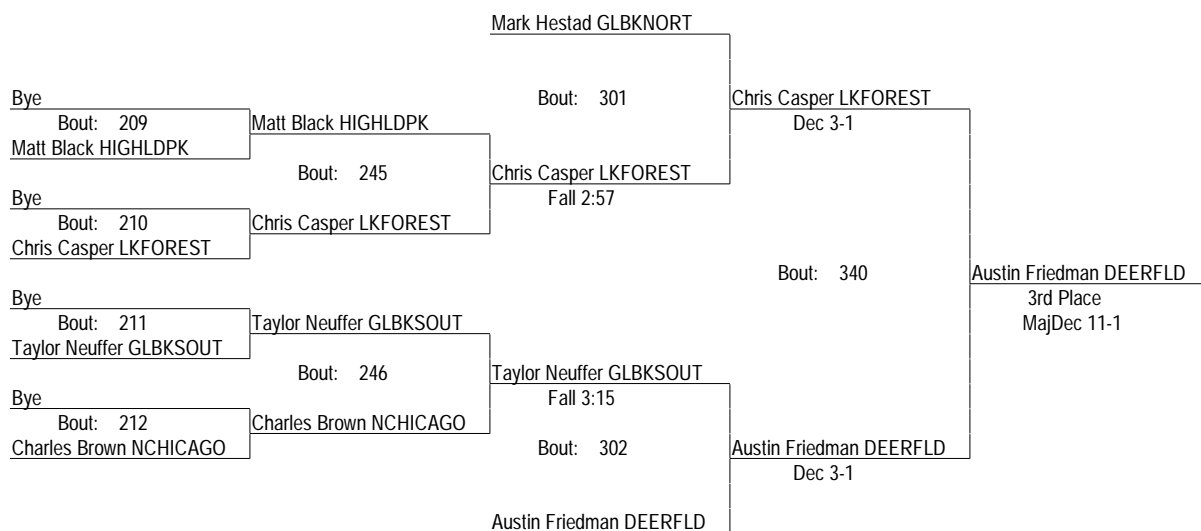 Mark Hestad GLBKNORT
Bye
Bout: 301
Chris Casper LKFOREST
Bout: 209
Matt Black HIGHLDPK
Dec 3-1
Matt Black HIGHLDPK
Bout: 245
Chris Casper LKFOREST
Bye
Fall 2:57
Bout: 210
Chris Casper LKFOREST
Chris Casper LKFOREST
Bout: 340
Austin Friedman DEERFLD
Bye
3rd Place
Bout: 211
Taylor Neuffer GLBKSOUT
MajDec 11-1
Taylor Neuffer GLBKSOUT
Bout: 246
Taylor Neuffer GLBKSOUT
Bye
Fall 3:15
Bout: 212
Charles Brown NCHICAGO
Charles Brown NCHICAGO
Bout: 302
Austin Friedman DEERFLD
Dec 3-1
Austin Friedman DEERFLD